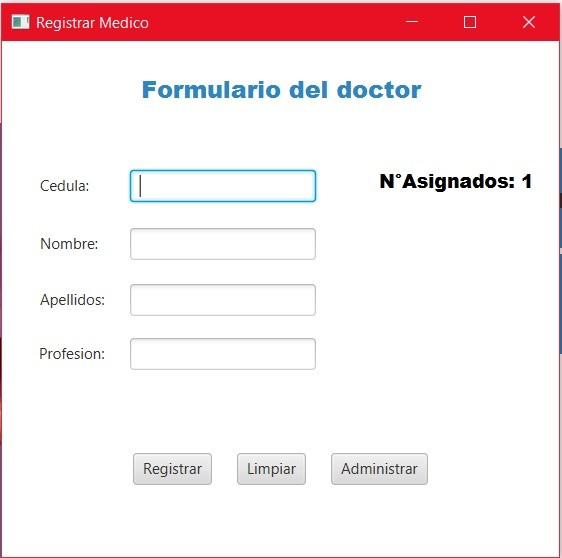 Registrar Medico
Formulario del doctor
Cedula:
N°Asignados: 1
Nombre:
Apellidos:
Profesion:
Registrar Limpiar Administrar